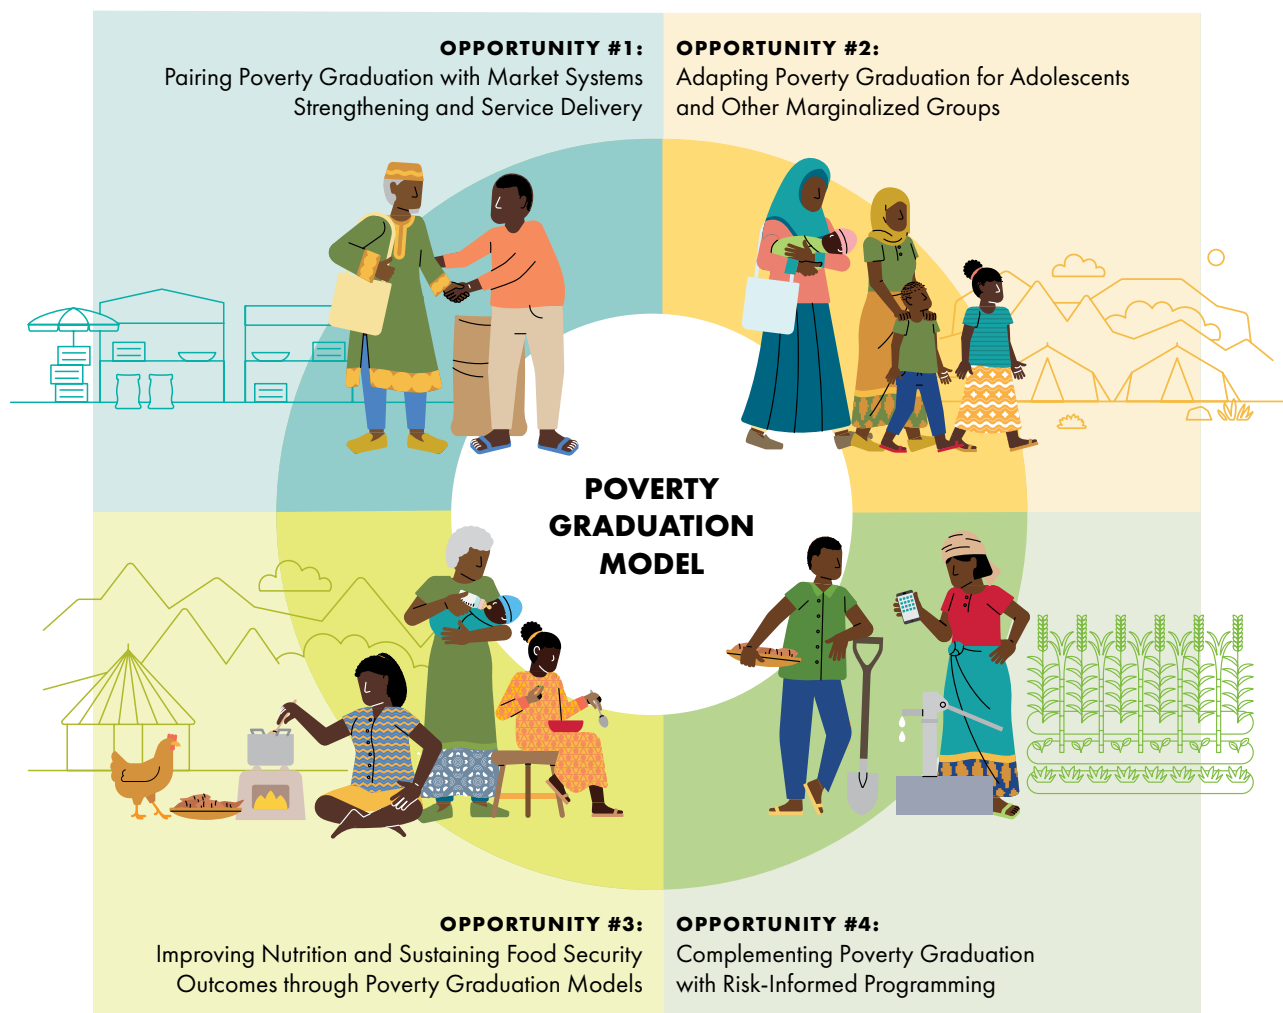 OPPORTUNITY #1:
Pairing Poverty Graduation with Market Systems
Strengthening and Service Delivery
OPPORTUNITY #2:
Adapting Poverty Graduation for Adolescents
and Other Marginalized Groups
POVERTY
GRADUATION
MODEL
OPPORTUNITY #3:
Improving Nutrition and Sustaining Food Security
Outcomes through Poverty Graduation Models
OPPORTUNITY #4:
Complementing Poverty Graduation
with Risk-Informed Programming